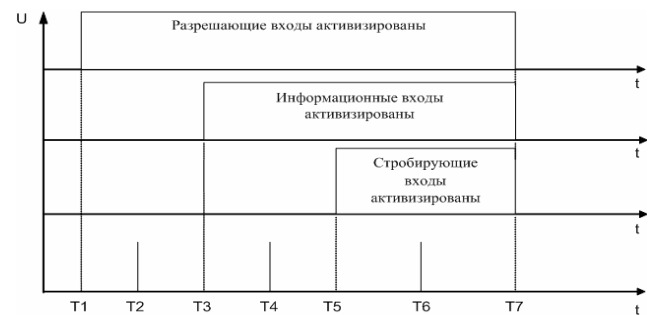 U
Разрешающие входы активизированы
t
Информационные входы
активизированы
t
Стробирующие
входы
активизированы
t
T1 T2 T3 T4 T5 T6 T7
t